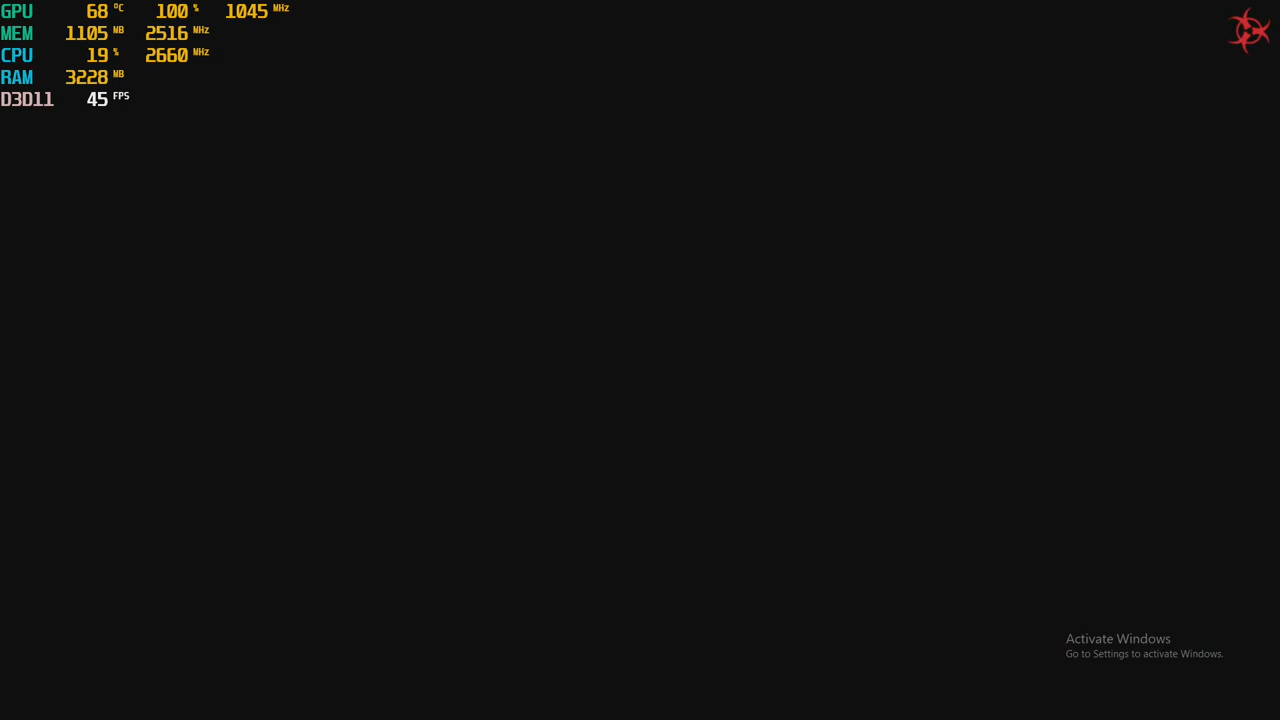 GPU 68 °C 100 % 1045 MHz
MEM 1105 MB 2516 MHz
CPU 19 % 2660 MHz
RAM 3228 MB
D3D11 45 FPS
Activate Windows
Go to Settings to activate Windows.